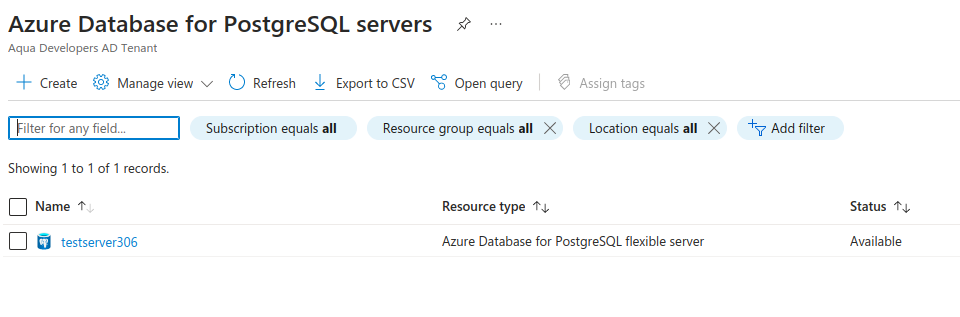 Azure Database for PostgreSQL servers
Aqua Developers AD Tenant
Create Manage view Refresh Export to CSV Open query Assign tags
Filter for any field... Subscription equals all Resource group equals all Location equals all Add filter
Showing 1 to 1 of 1 records.
Name Resource type Status
testserver306 Azure Database for PostgreSQL flexible server Available